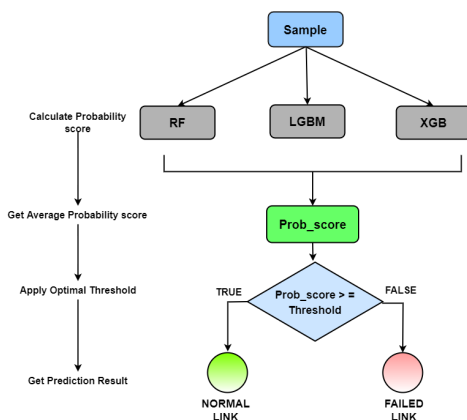 Sample
Calculate Probability
score
RF
LGBM
XGB
Get Average Probability score
Prob_score
Apply Optimal Threshold
TRUE
Prob_score > =
Threshold
FALSE
Get Prediction Result
NORMAL
LINK
FAILED
LINK